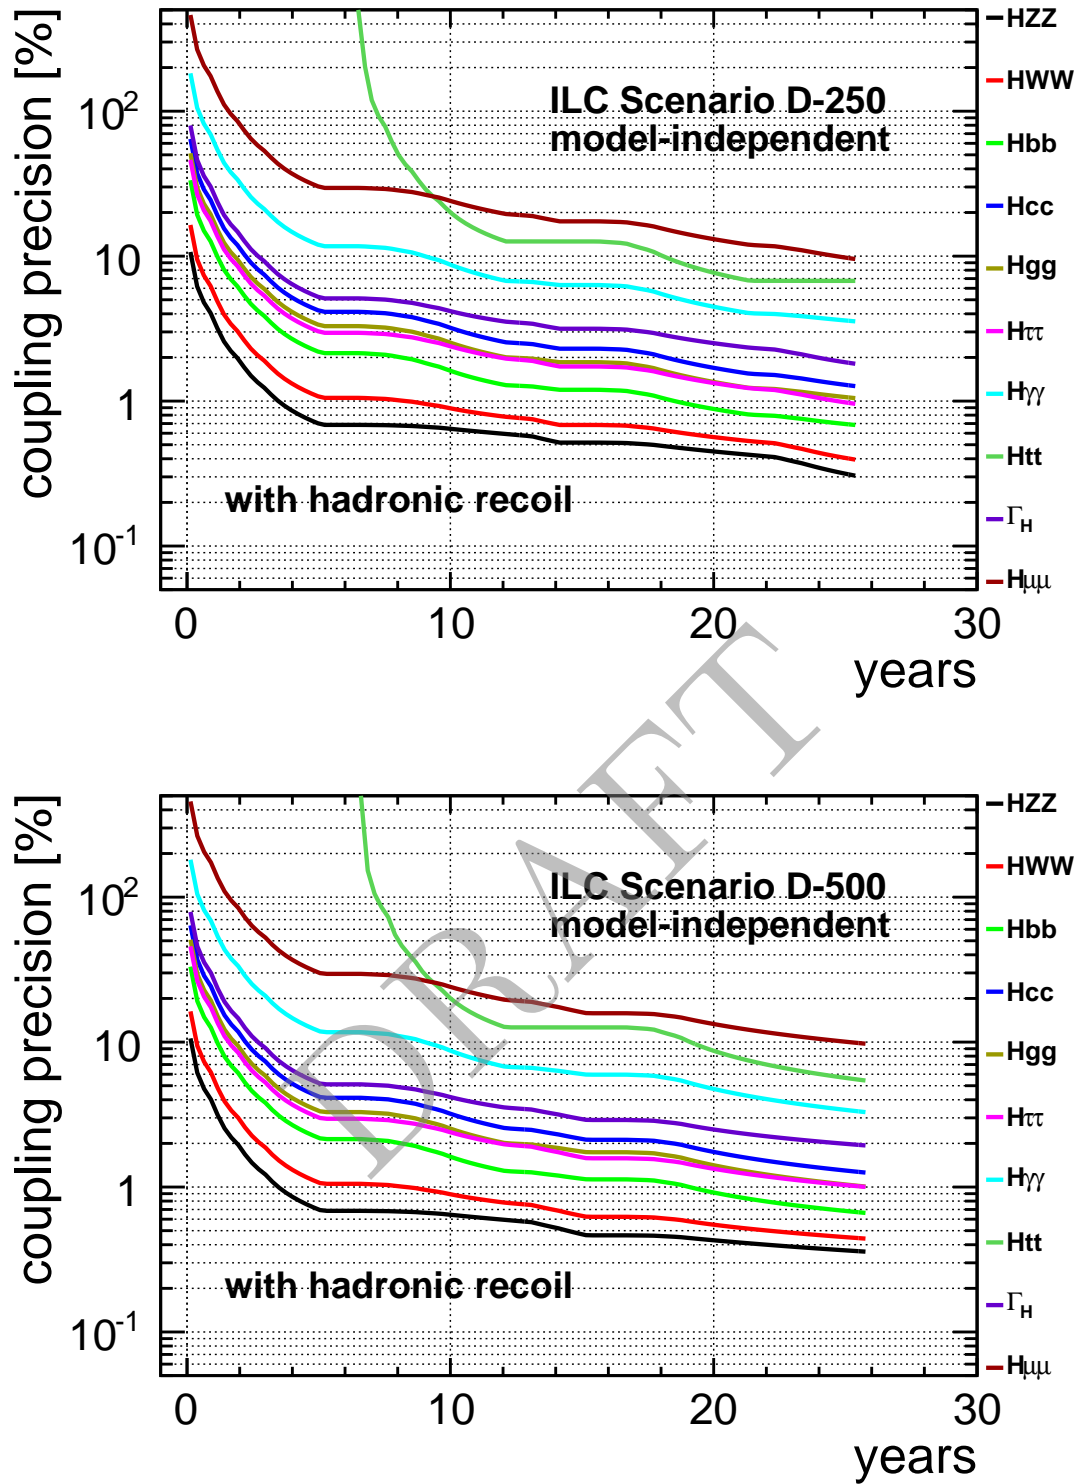 coupling precision [%]
10²
10
1
10⁻¹
ILC Scenario D-250
model-independent
with hadronic recoil
0
10
20
30
years
HZZ
HWW
Hbb
Hcc
Hgg
Hττ
Hγγ
Htt
Γ_H
Hμμ
DRAFT
coupling precision [%]
10²
10
1
10⁻¹
ILC Scenario D-500
model-independent
with hadronic recoil
0
10
20
30
years
HZZ
HWW
Hbb
Hcc
Hgg
Hττ
Hγγ
Htt
Γ_H
Hμμ